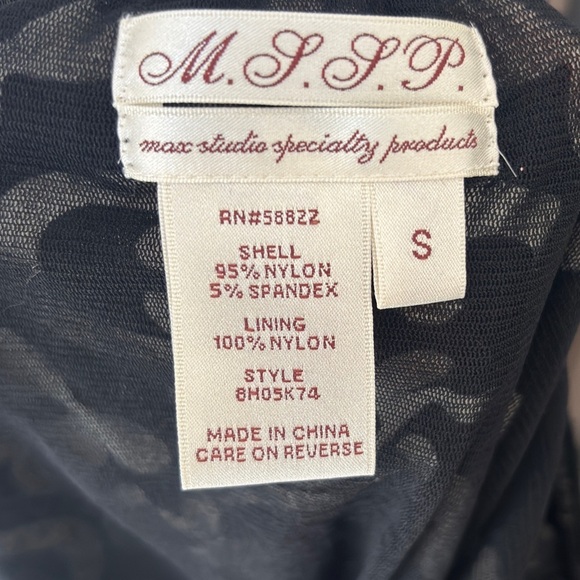 M.S.S.P.
max studio specialty products
RN#588ZZ
SHELL
95% NYLON
5% SPANDEX
LINING
100% NYLON
STYLE
8H05K74
MADE IN CHINA
CARE ON REVERSE
S